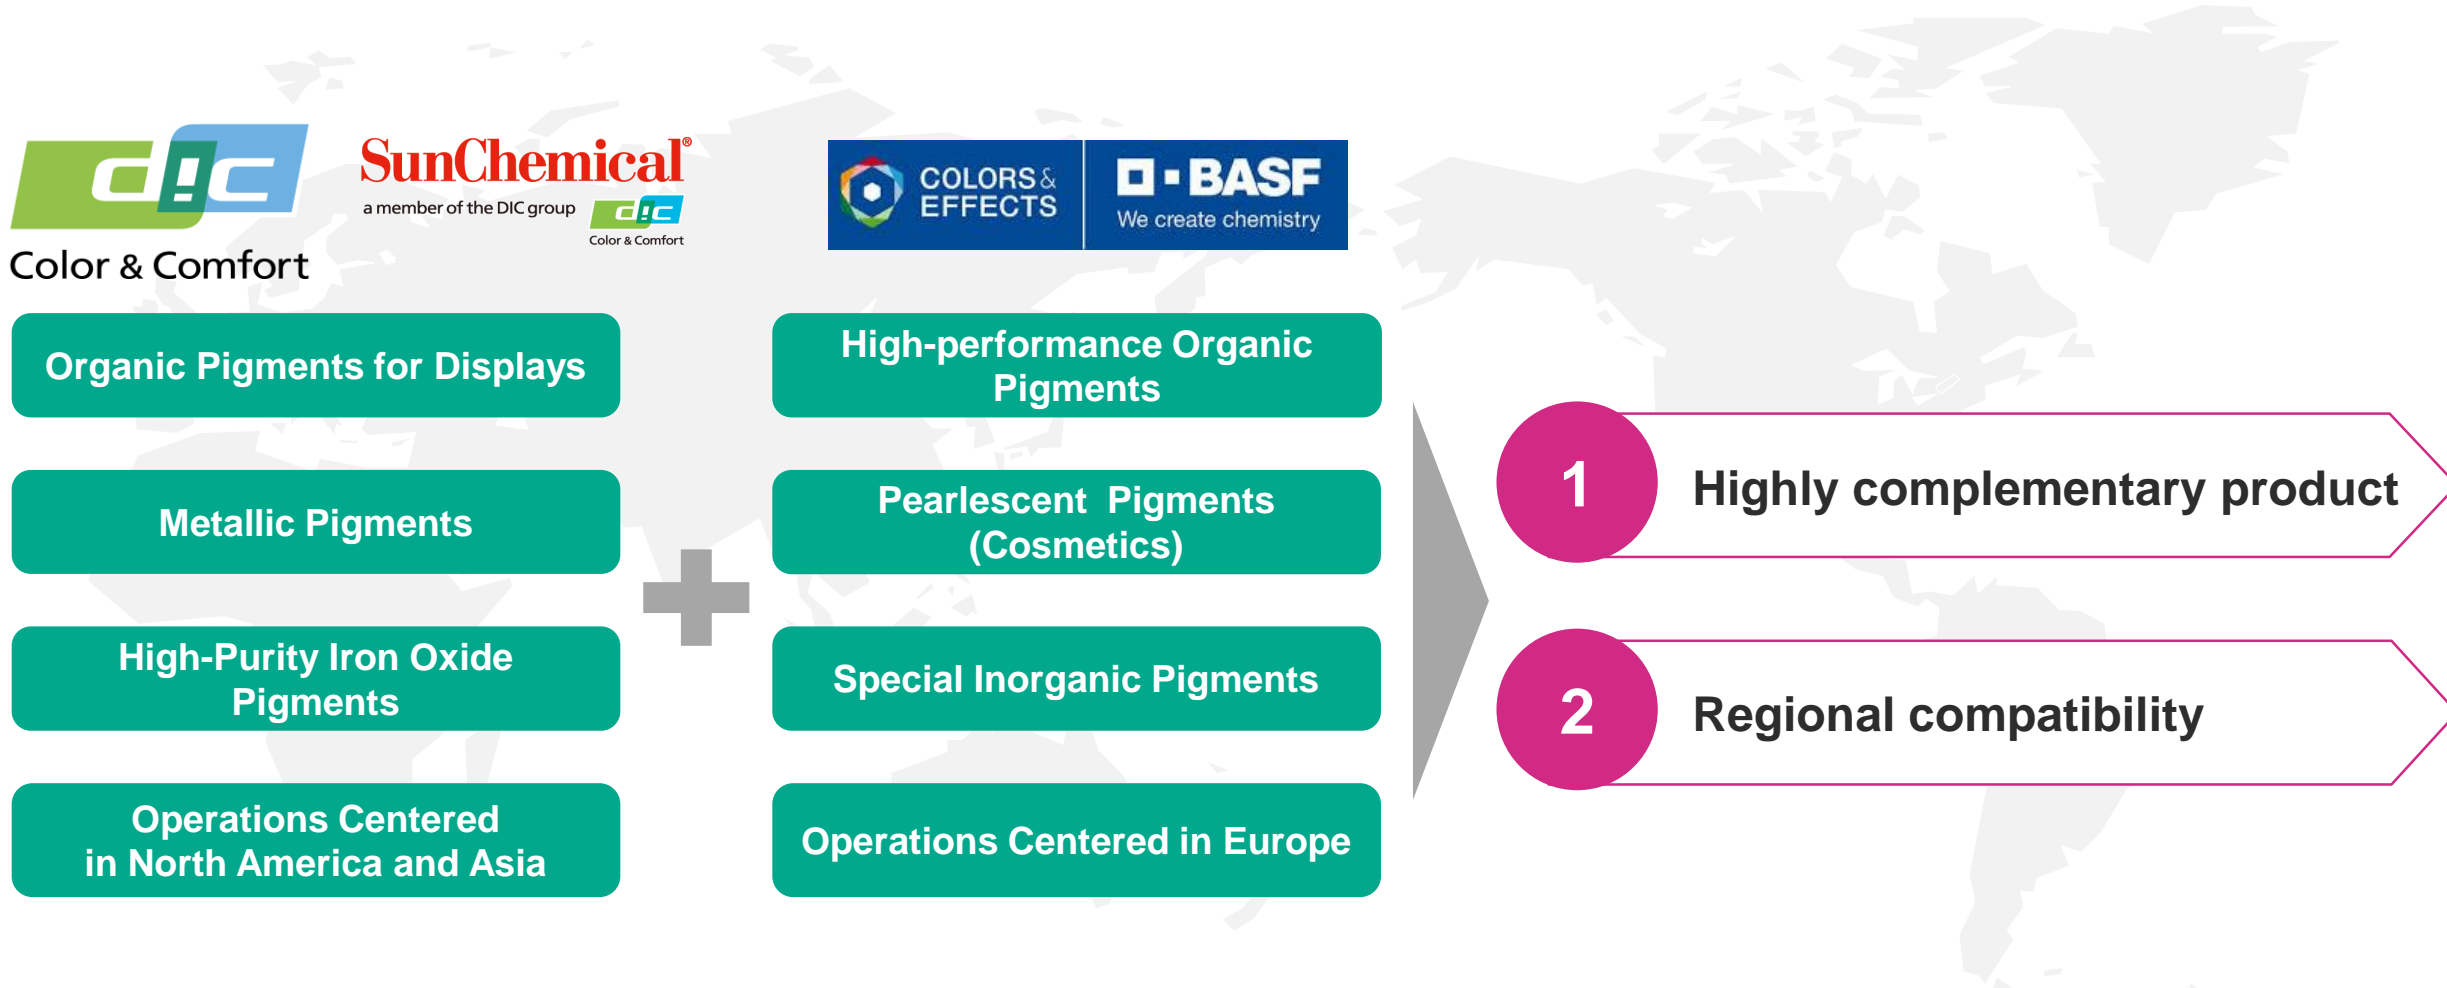 dic
Color & Comfort
SunChemical®
a member of the DIC group
dic
Color & Comfort
COLORS &
EFFECTS
BASF
We create chemistry
Organic Pigments for Displays
Metallic Pigments
High-Purity Iron Oxide
Pigments
Operations Centered
in North America and Asia
High-performance Organic
Pigments
Pearlescent Pigments
(Cosmetics)
Special Inorganic Pigments
Operations Centered in Europe
1
Highly complementary product
2
Regional compatibility